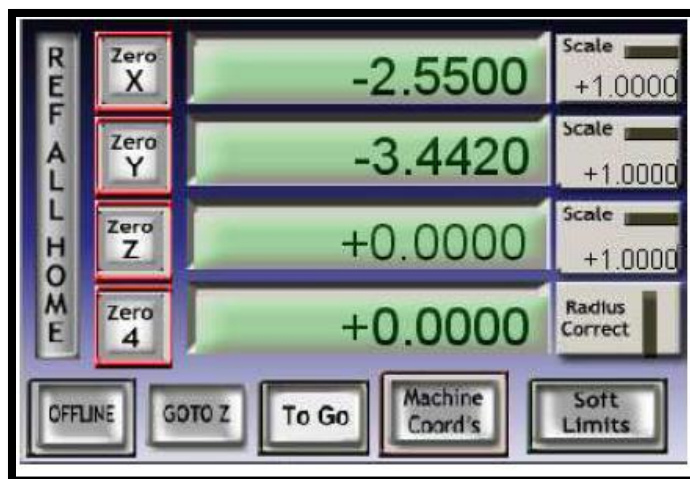 REF ALL HOME
Zero X
-2.5500
Scale
+1.0000
Zero Y
-3.4420
Scale
+1.0000
Zero Z
+0.0000
Scale
+1.0000
Zero 4
+0.0000
Radius
Correct
OFFLINE
GOTO Z
To Go
Machine
Coord's
Soft
Limits